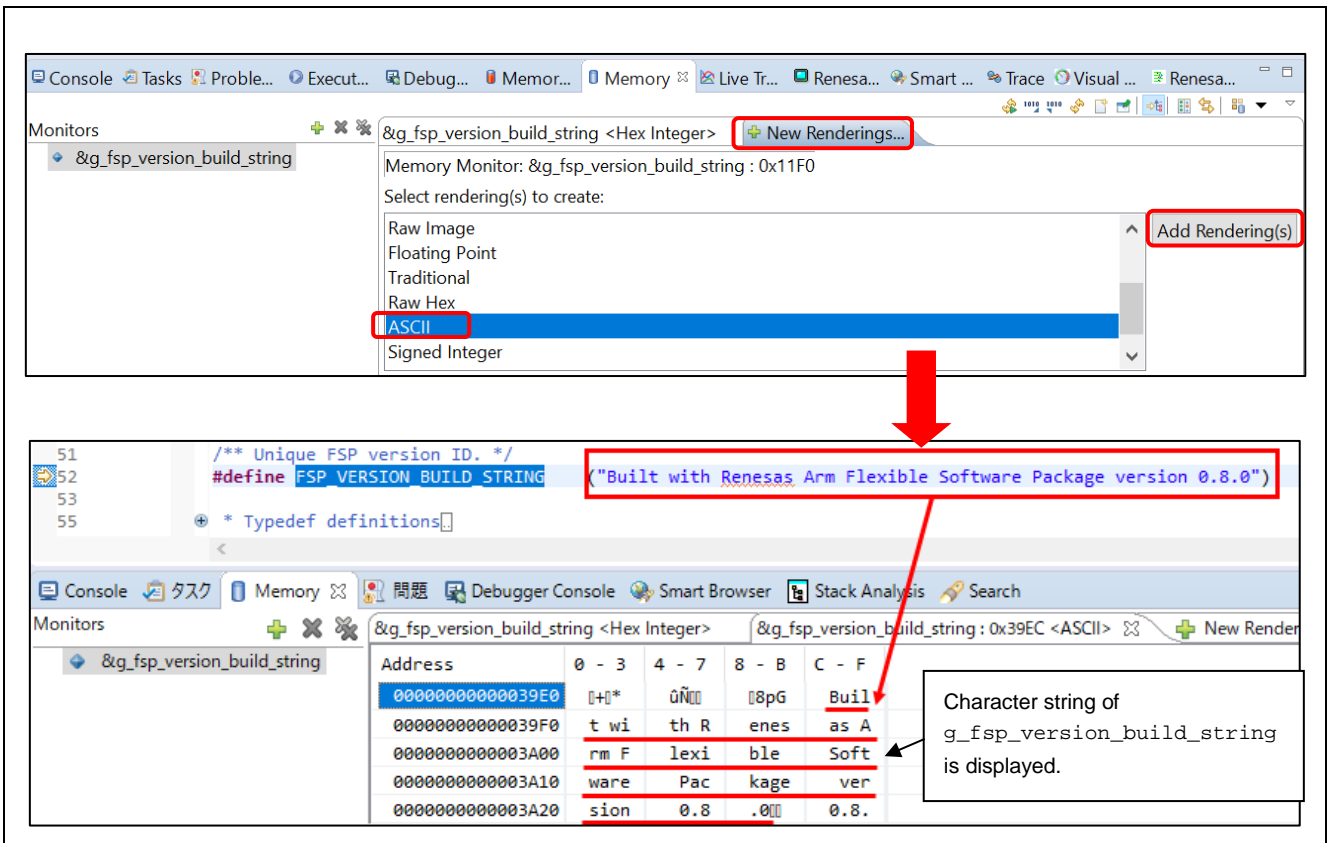 Console Tasks Proble... Execut... Debug... Memor... Memory Live Tr... Renesa... Smart ... Trace Visual ... Renesa...
Monitors
&g_fsp_version_build_string
&g_fsp_version_build_string <Hex Integer> New Renderings...
Memory Monitor: &g_fsp_version_build_string : 0x11F0
Select rendering(s) to create:
Raw Image
Floating Point
Traditional
Raw Hex
ASCII
Signed Integer
Add Rendering(s)
51 /** Unique FSP version ID. */
52 #define FSP_VERSION_BUILD_STRING ("Built with Renesas Arm Flexible Software Package version 0.8.0")
53
55 * Typedef definitions..
Console タスク Memory 問題 Debugger Console Smart Browser Stack Analysis Search
Monitors
&g_fsp_version_build_string
&g_fsp_version_build_string <Hex Integer> &g_fsp_version_build_string : 0x39EC <ASCII> New Render
Address 0 - 3 4 - 7 8 - B C - F
00000000000039E0 ▯+▯* ûÑ▯▯ ▯8pG Buil
00000000000039F0 t wi th R enes as A
0000000000003A00 rm F lexi ble Soft
0000000000003A10 ware Pac kage ver
0000000000003A20 sion 0.8 .0▯▯ 0.8.
Character string of
g_fsp_version_build_string
is displayed.